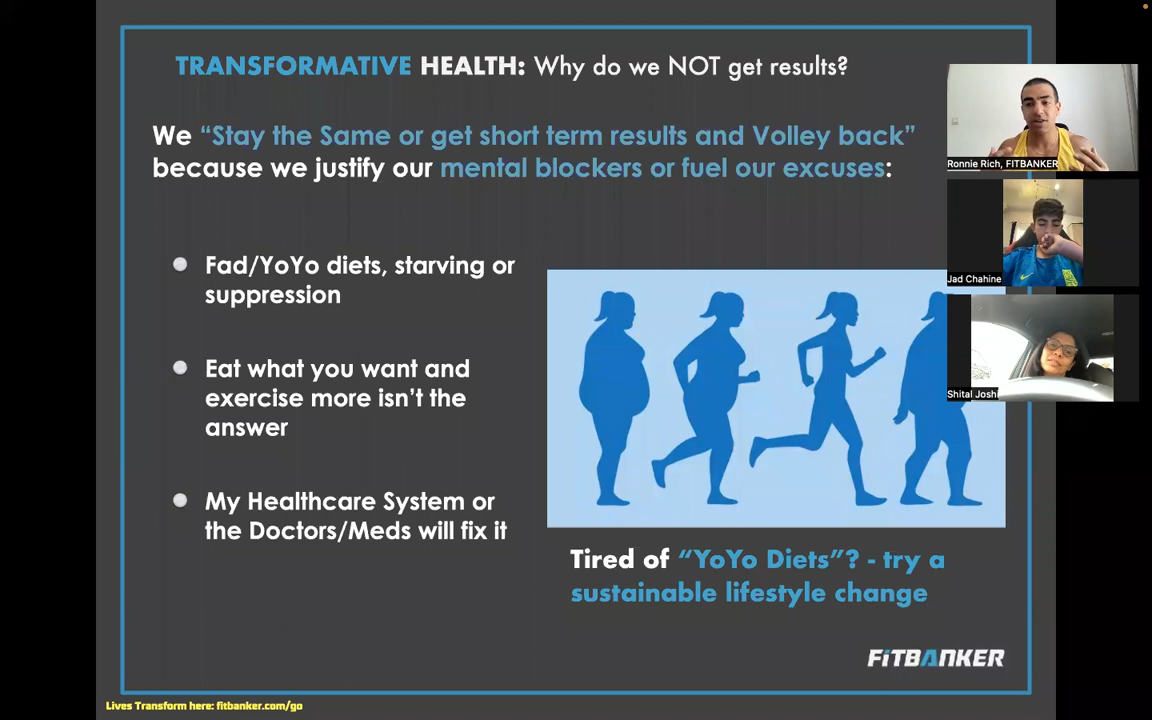 TRANSFORMATIVE HEALTH: Why do we NOT get results?
We “Stay the Same or get short term results and Volley back”
because we justify our mental blockers or fuel our excuses:
Fad/YoYo diets, starving or
suppression
Eat what you want and
exercise more isn’t the
answer
My Healthcare System or
the Doctors/Meds will fix it
Tired of “YoYo Diets”? - try a
sustainable lifestyle change
FiTBANKER
Lives Transform here: fitbanker.com/go
Ronnie Rich, FITBANKER
Jad Chahine
Shital Joshi